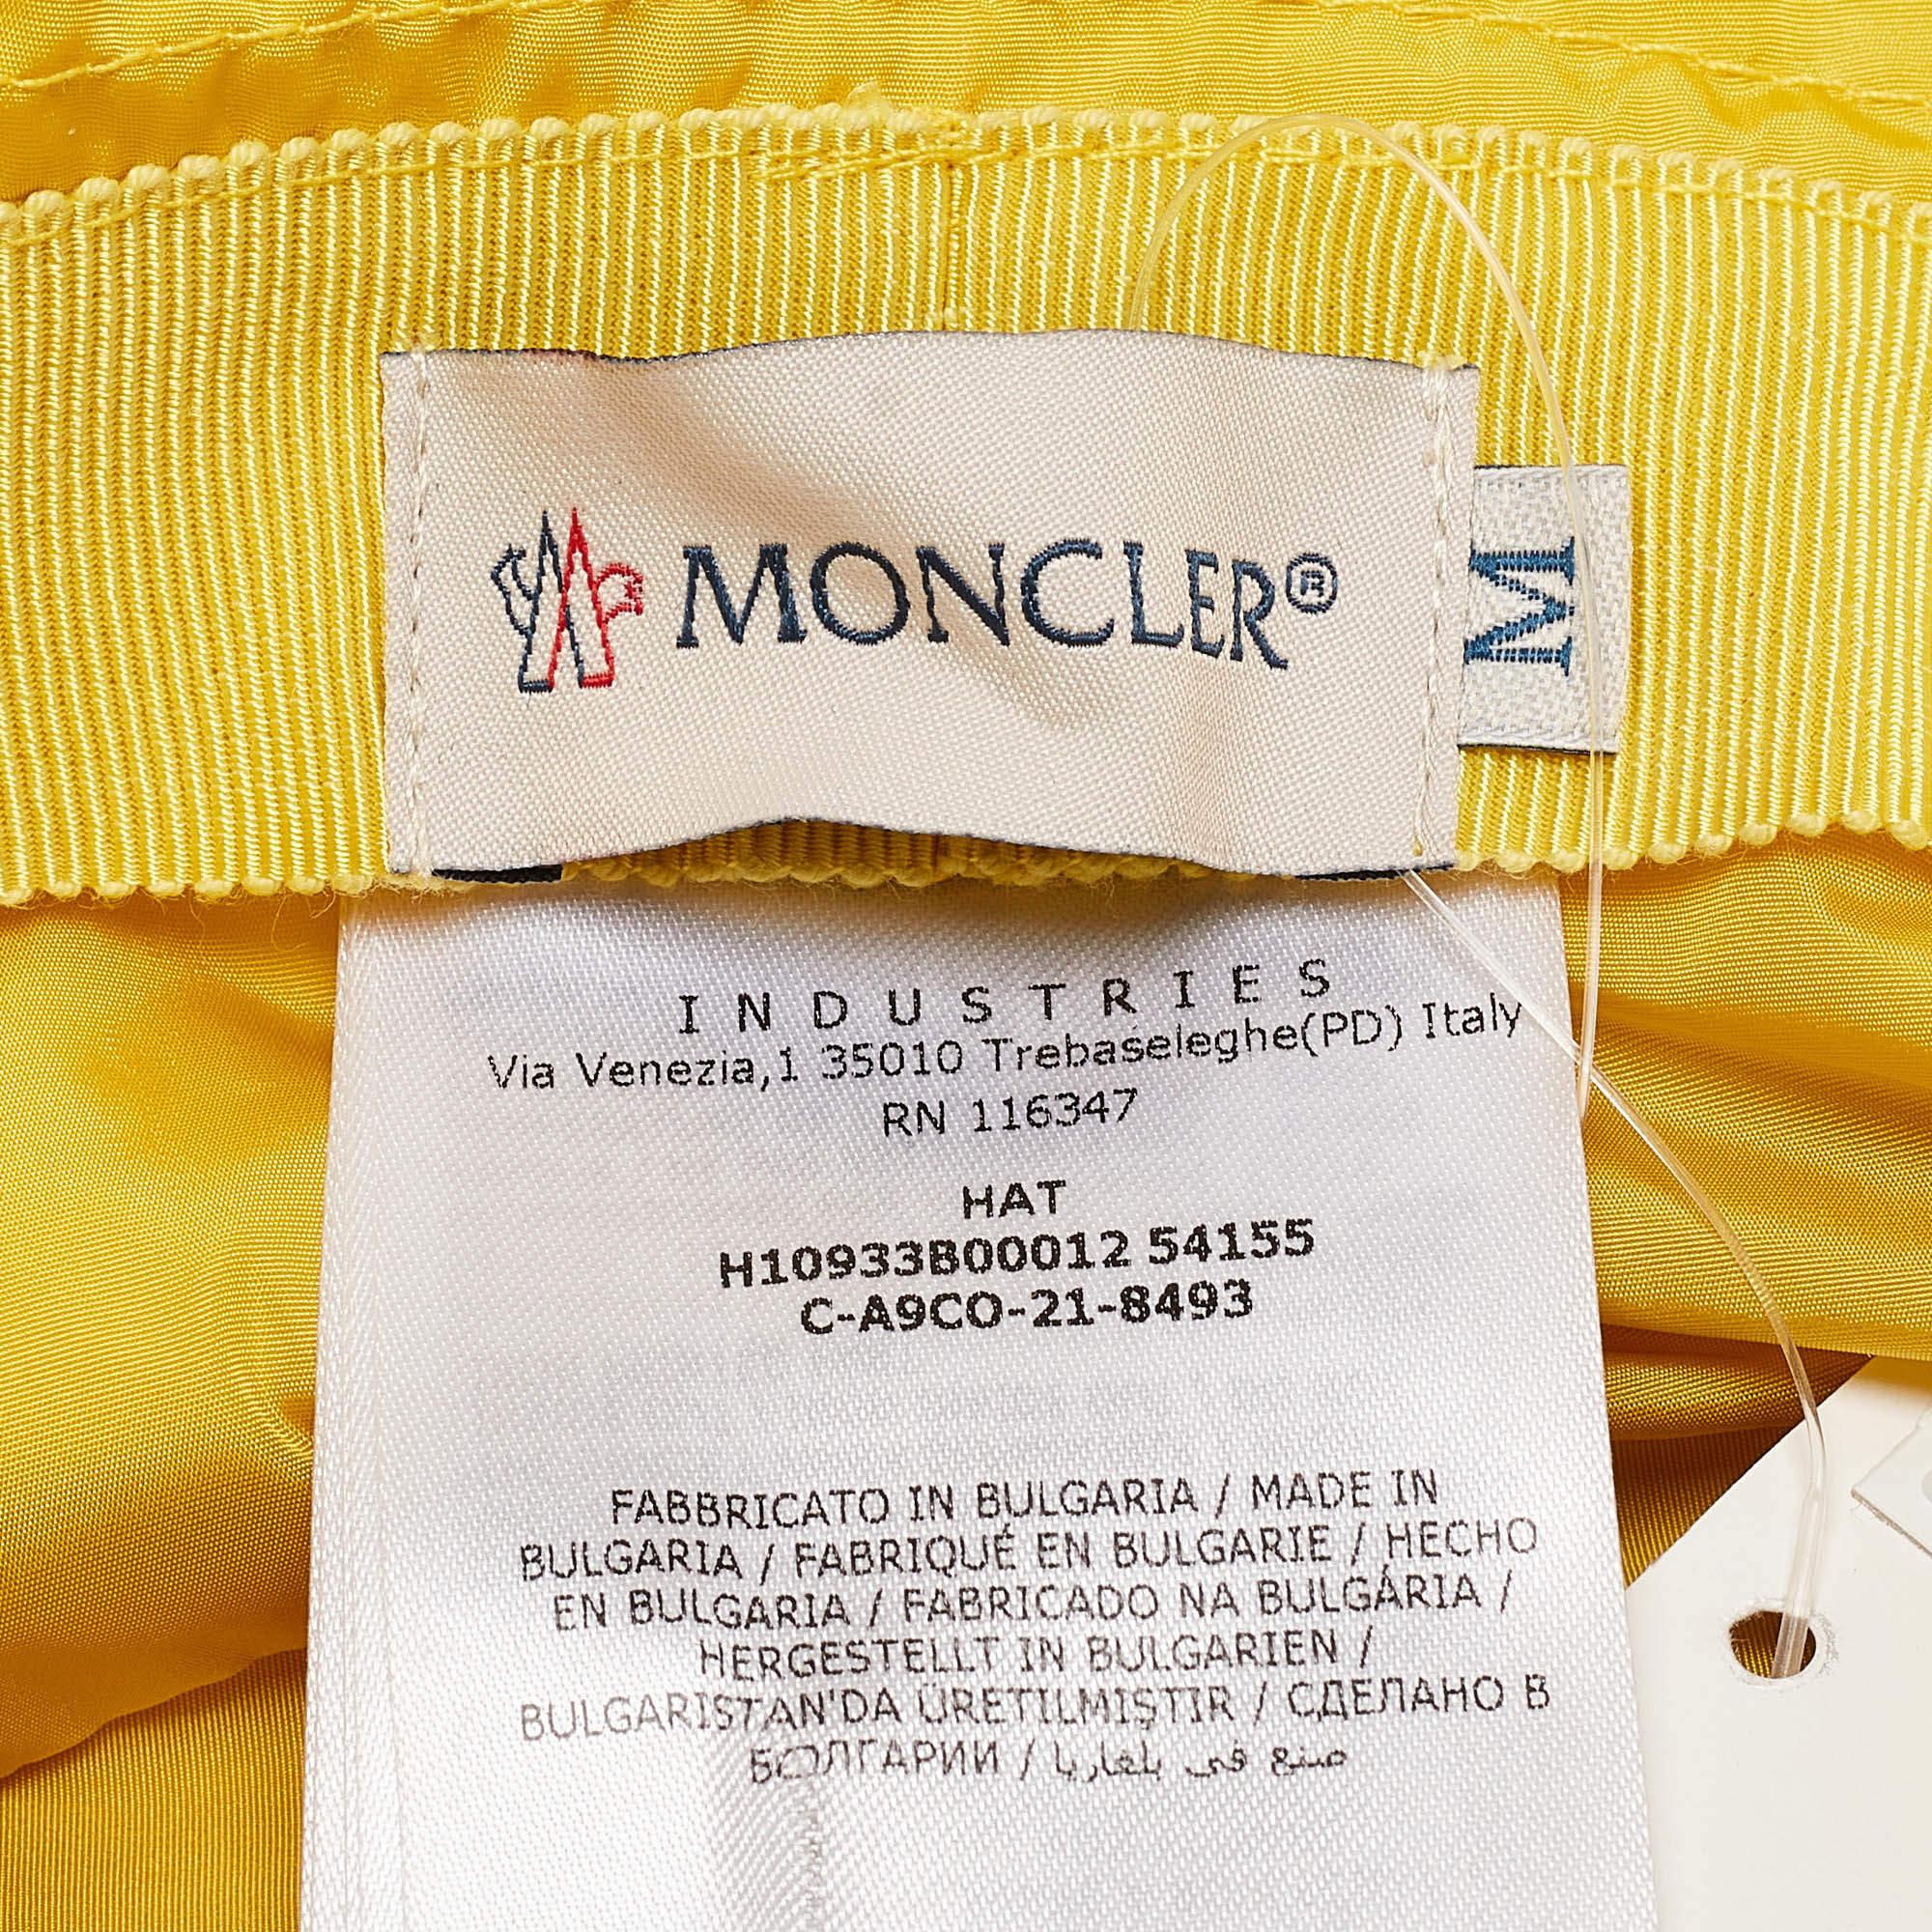 MONCLER®
M
INDUSTRIES
Via Venezia,1 35010 Trebaseleghe(PD) Italy
RN 116347
HAT
H10933B00012 54155
C-A9CO-21-8493
FABBRICATO IN BULGARIA / MADE IN
BULGARIA / FABRIQUÉ EN BULGARIE / HECHO
EN BULGARIA / FABRICADO NA BULGÁRIA /
HERGESTELLT IN BULGARIEN /
BULGARISTAN'DA ÜRETILMIŞTIR / СДЕЛАНО В
БОЛГАРИИ / صنع في بلغاريا